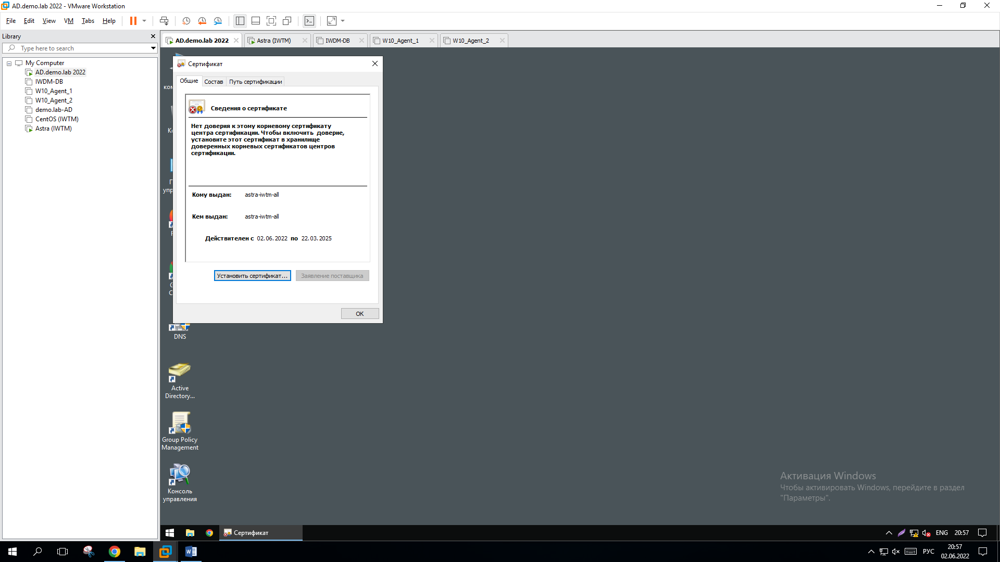 AD.demo.lab 2022 - VMware Workstation
File Edit View VM Tabs Help
Library
Type here to search
My Computer
AD.demo.lab 2022
IWDM-DB
W10_Agent_1
W10_Agent_2
demo.lab-AD
CentOS (IWTM)
Astra (IWTM)
AD.demo.lab 2022 Astra (IWTM) IWDM-DB W10_Agent_1 W10_Agent_2
Сертификат
Общие Состав Путь сертификации
Сведения о сертификате
Нет доверия к этому корневому сертификату
центра сертификации. Чтобы включить доверие,
установите этот сертификат в хранилище
доверенных корневых сертификатов центров
сертификации.
Кому выдан: astra-iwtm-all
Кем выдан: astra-iwtm-all
Действителен с 02.06.2022 по 22.03.2025
Установить сертификат... Заявление поставщика
ОК
DNS
Active
Directory...
Group Policy
Management
Консоль
управления
Активация Windows
Чтобы активировать Windows, перейдите в раздел
"Параметры".
Сертификат
ENG 20:57
РУС 20:57
02.06.2022